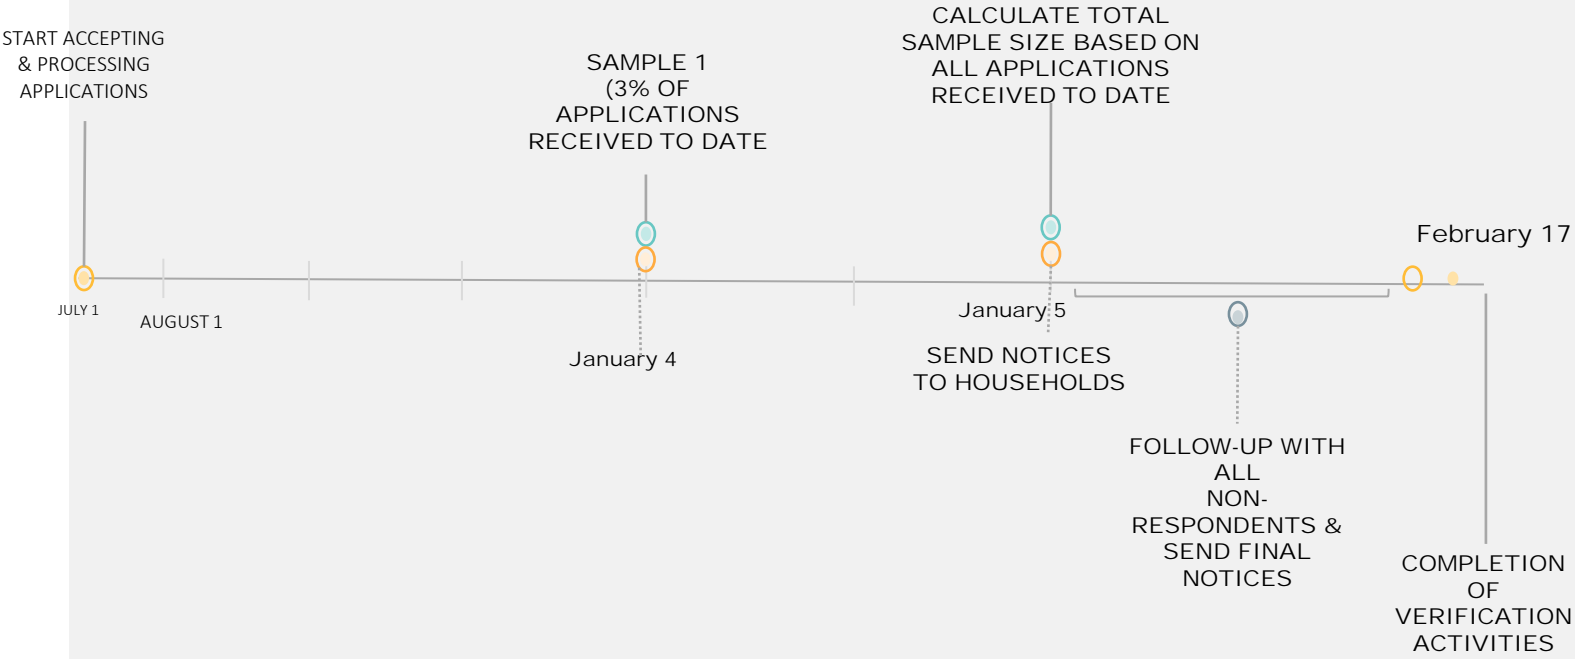 START ACCEPTING
& PROCESSING
APPLICATIONS
JULY 1
AUGUST 1
SAMPLE 1
(3% OF
APPLICATIONS
RECEIVED TO DATE
January 4
CALCULATE TOTAL
SAMPLE SIZE BASED ON
ALL APPLICATIONS
RECEIVED TO DATE
January 5
SEND NOTICES
TO HOUSEHOLDS
FOLLOW-UP WITH
ALL
NON-
RESPONDENTS &
SEND FINAL
NOTICES
February 17
COMPLETION
OF
VERIFICATION
ACTIVITIES